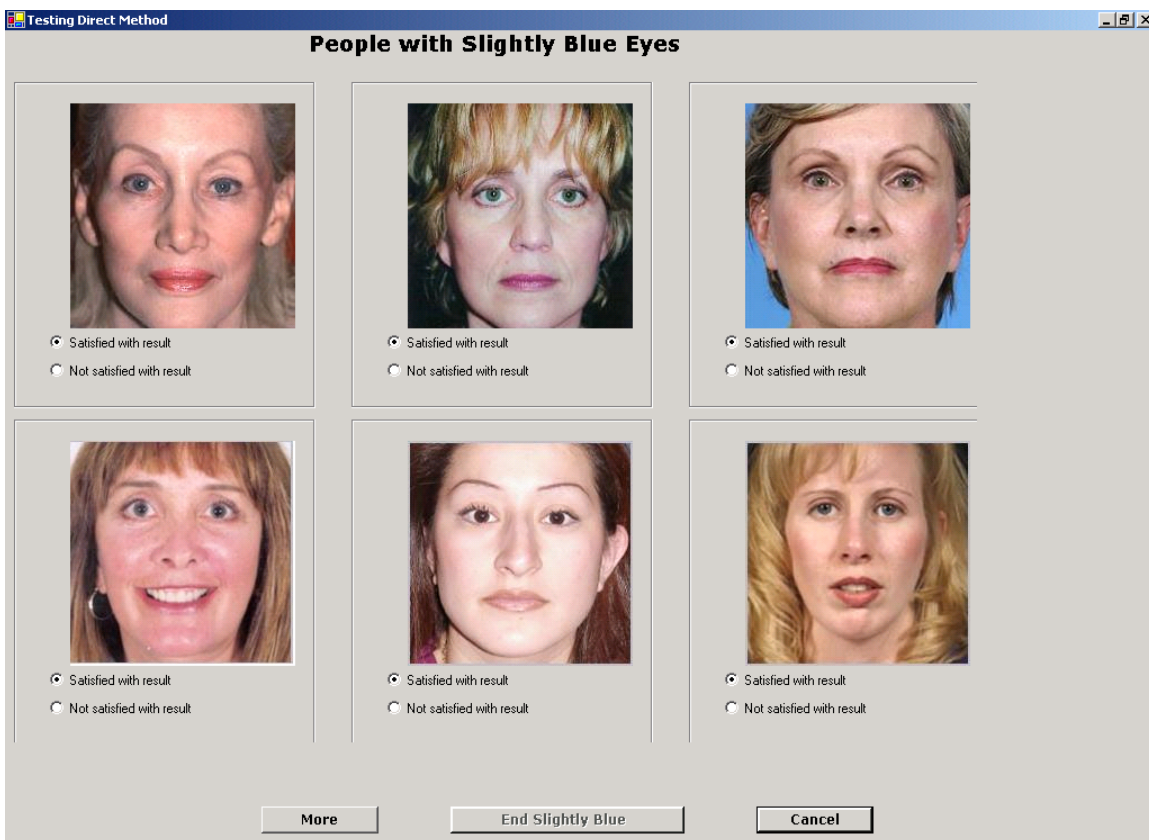 Testing Direct Method
People with Slightly Blue Eyes
Satisfied with result
Not satisfied with result
Satisfied with result
Not satisfied with result
Satisfied with result
Not satisfied with result
Satisfied with result
Not satisfied with result
Satisfied with result
Not satisfied with result
Satisfied with result
Not satisfied with result
More
End Slightly Blue
Cancel